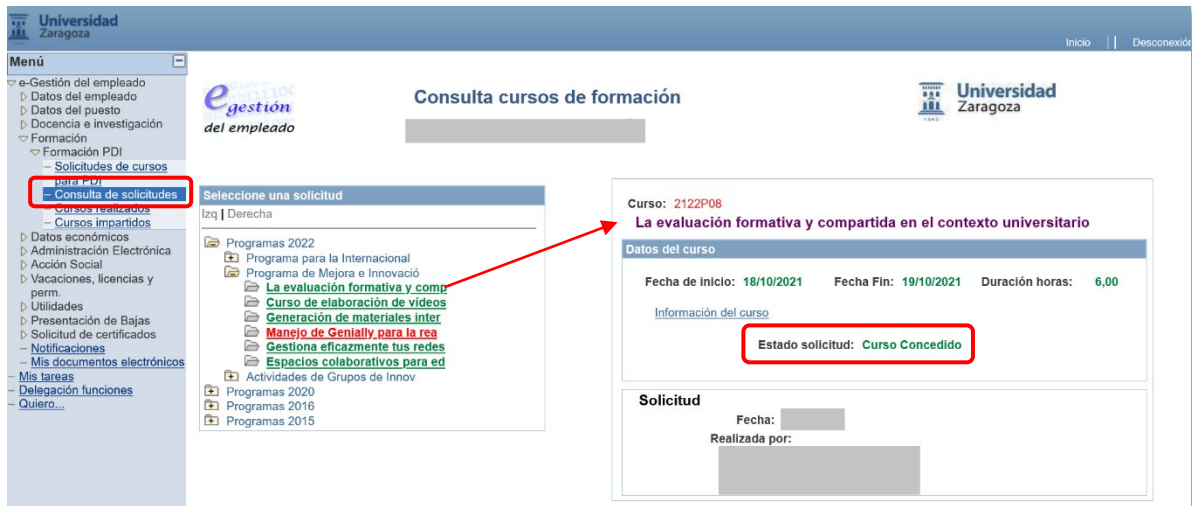 Universidad
Zaragoza
Inicio || Desconexión
Menú
e-Gestión del empleado
Datos del empleado
Datos del puesto
Docencia e investigación
Formación
Formación PDI
Solicitudes de cursos
para PDI
Consulta de solicitudes
Cursos realizados
Cursos impartidos
Datos económicos
Administración Electrónica
Acción Social
Vacaciones, licencias y
perm.
Utilidades
Presentación de Bajas
Solicitud de certificados
Notificaciones
Mis documentos electrónicos
Mis tareas
Delegación funciones
Quiero...
e gestión
del empleado
Consulta cursos de formación
Universidad
Zaragoza
Seleccione una solicitud
Izq | Derecha
Programas 2022
Programa para la Internacional
Programa de Mejora e Innovació
La evaluación formativa y comp
Curso de elaboración de vídeos
Generación de materiales inter
Manejo de Genially para la rea
Gestiona eficazmente tus redes
Espacios colaborativos para ed
Actividades de Grupos de Innov
Programas 2020
Programas 2016
Programas 2015
Curso: 2122P08
La evaluación formativa y compartida en el contexto universitario
Datos del curso
Fecha de inicio: 18/10/2021 Fecha Fin: 19/10/2021 Duración horas: 6,00
Información del curso
Estado solicitud: Curso Concedido
Solicitud
Fecha:
Realizada por: